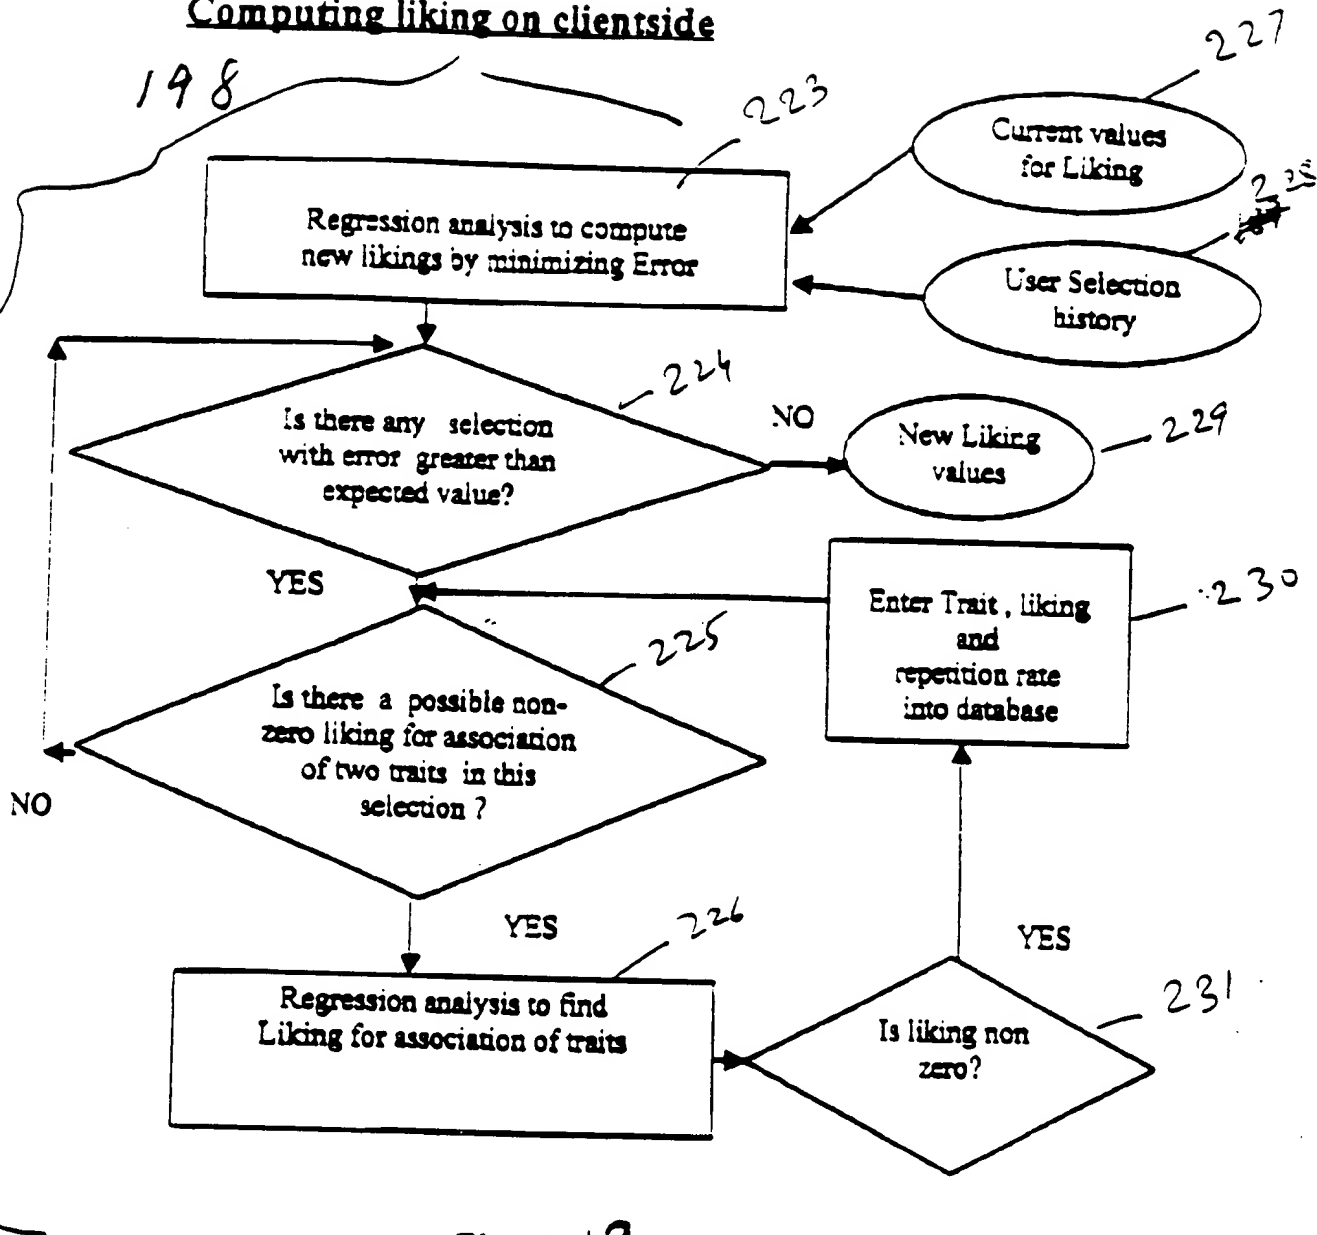 Computing liking on clientside
198
223
227
Current values
for Liking
Regression analysis to compute
new likings by minimizing Error
User Selection
history
224
Is there any selection
with error greater than
expected value?
NO
New Liking
values
229
YES
Enter Trait, liking
and
repetition rate
into database
230
225
Is there a possible non-
zero liking for association
of two traits in this
selection ?
NO
YES
226
Regression analysis to find
Liking for association of traits
YES
231
Is liking non
zero?